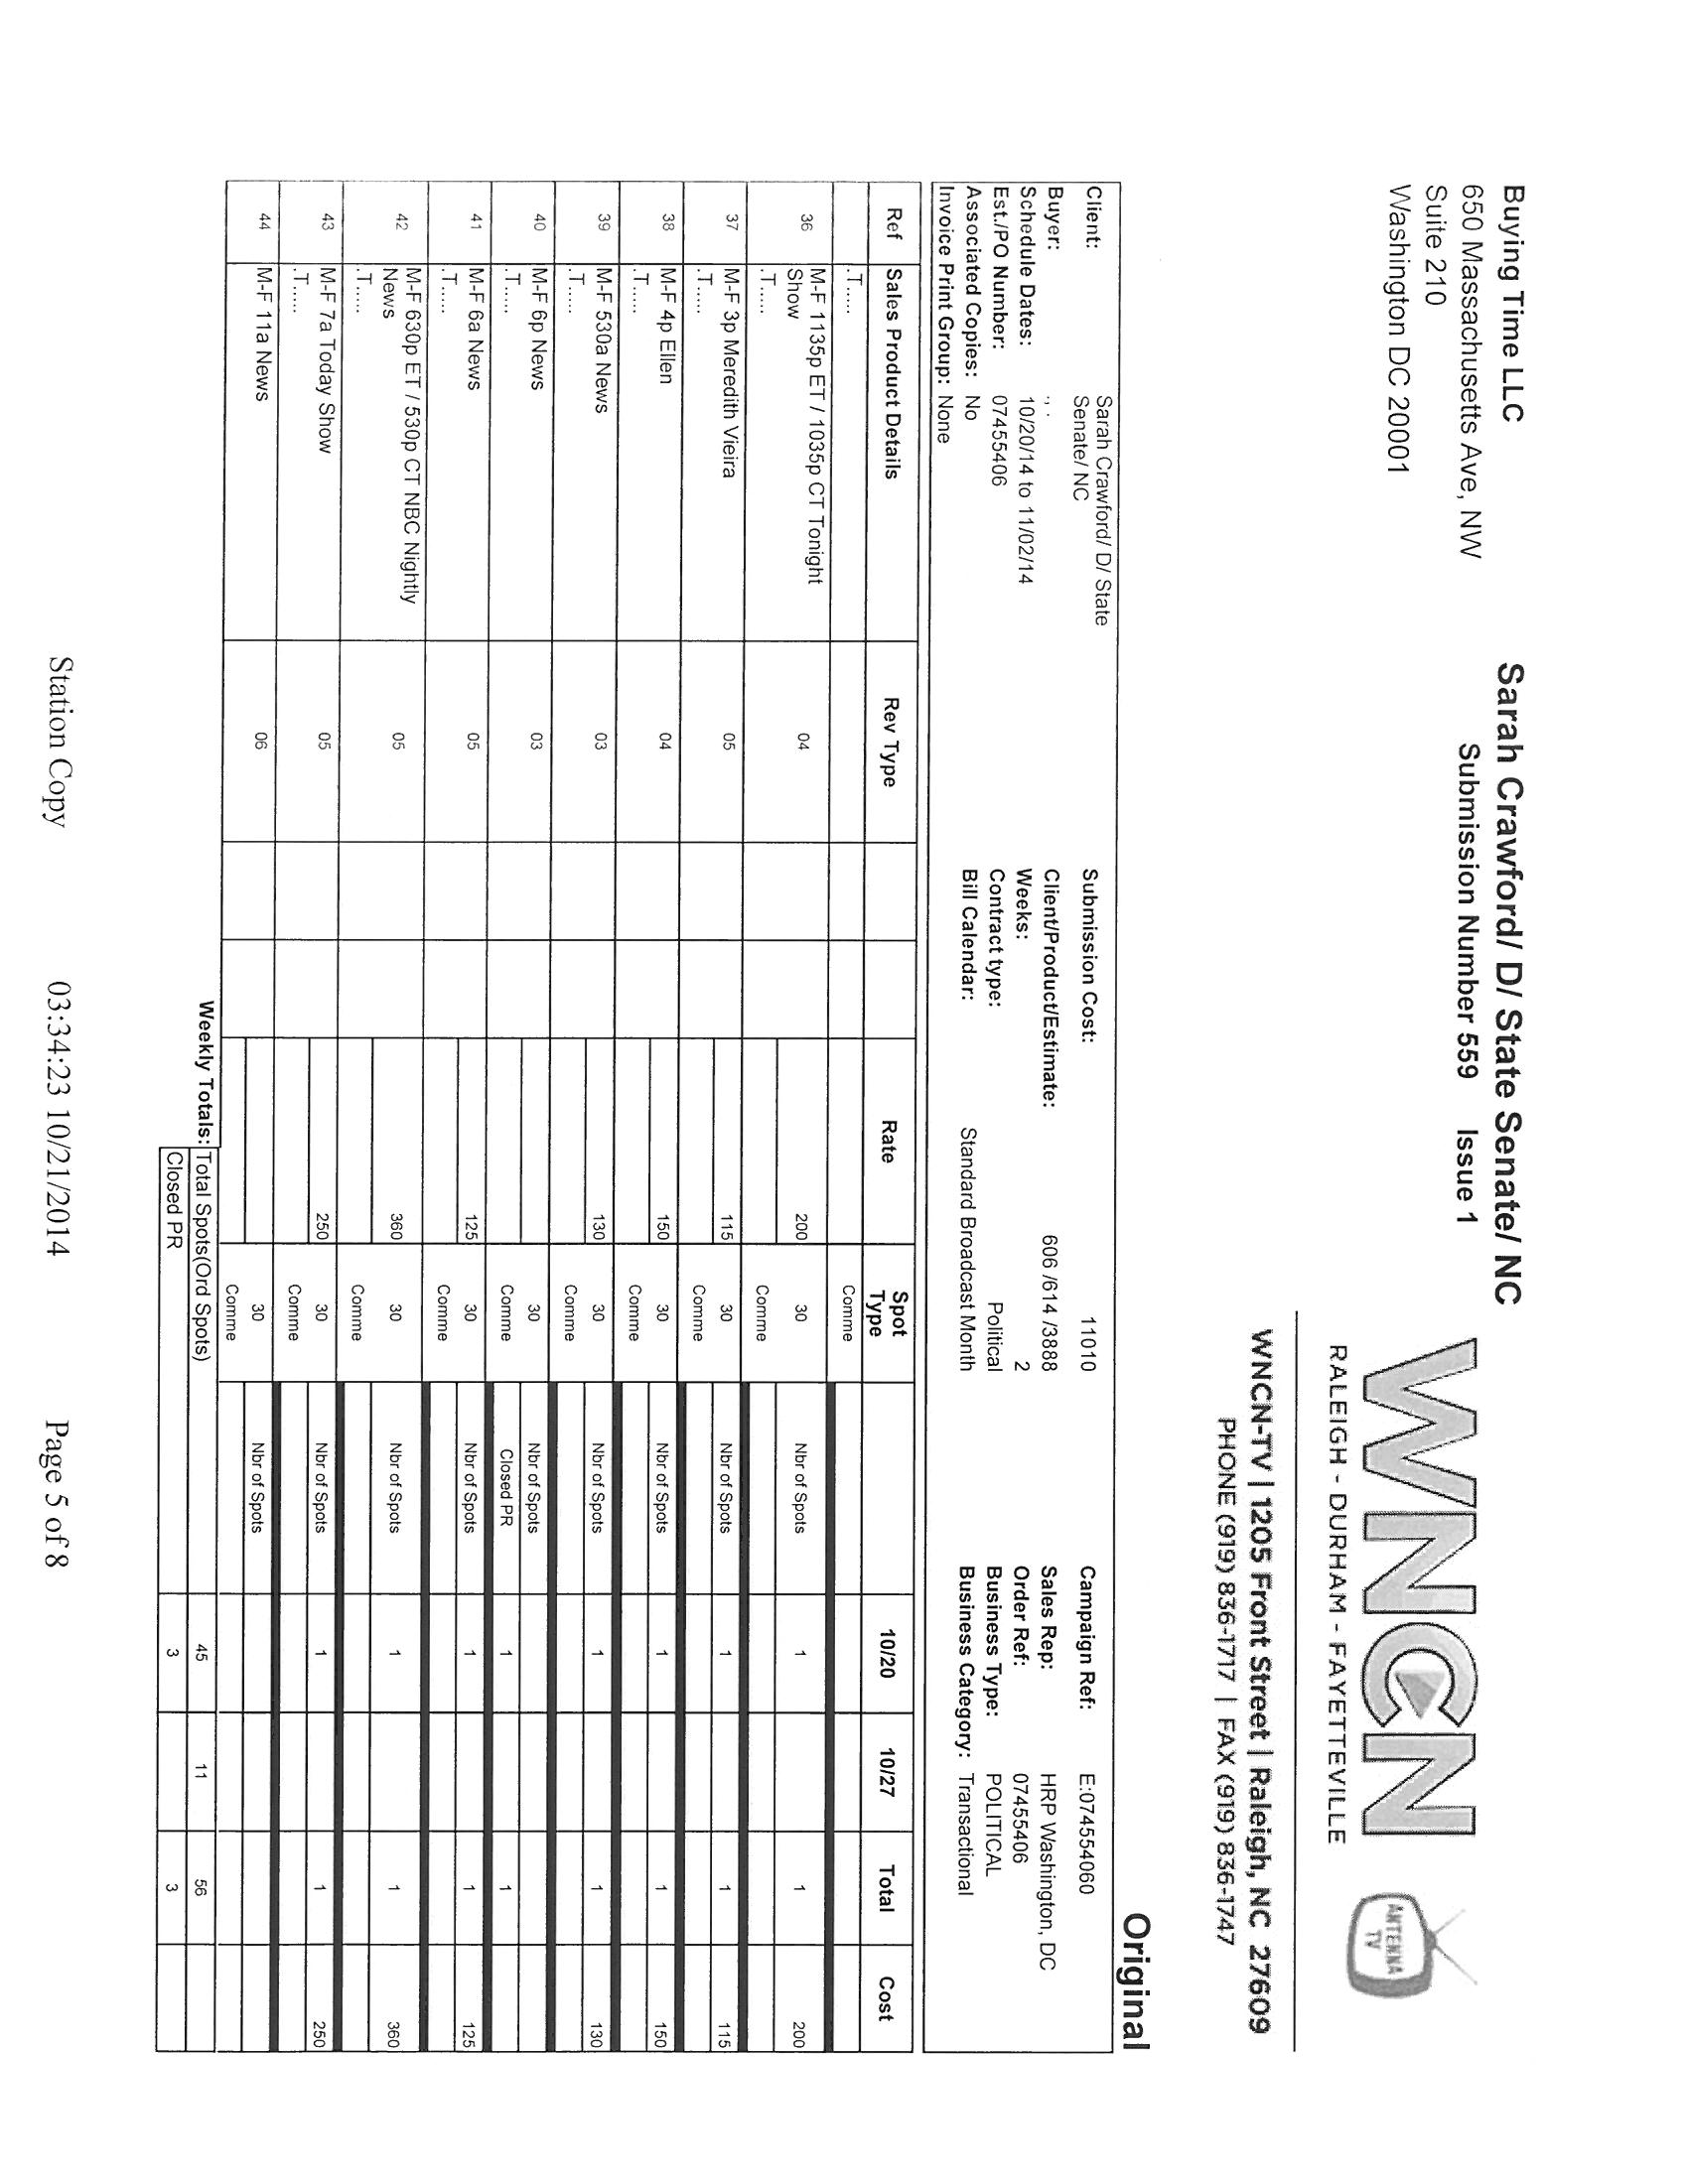 Buying Time LLC
650 Massachusetts Ave, NW
Suite 210
Washington DC 20001
Sarah Crawford/ D/ State Senate/ NC
Submission Number 559 Issue 1
WNCN
RALEIGH - DURHAM - FAYETTEVILLE
ANTENNA TV
WNCN-TV | 1205 Front Street | Raleigh, NC 27609
PHONE (919) 836-1717 | FAX (919) 836-1747
Original
Client: Sarah Crawford/ D/ State Senate/ NC Submission Cost: 11010 Campaign Ref: E:074554060
Buyer: , . Client/Product/Estimate: 606 /614 /3888 Sales Rep: HRP Washington, DC
Schedule Dates: 10/20/14 to 11/02/14 Weeks: 2 Order Ref: 07455406
Est./PO Number: 07455406 Contract type: Political Business Type: POLITICAL
Associated Copies: No Bill Calendar: Standard Broadcast Month Business Category: Transactional
Invoice Print Group: None
Ref Sales Product Details Rev Type Rate Spot Type 10/20 10/27 Total Cost
.T..... Comme
36 M-F 1135p ET / 1035p CT Tonight Show 04 200 30 Nbr of Spots 1 1 200
.T..... Comme
37 M-F 3p Meredith Vieira 05 115 30 Nbr of Spots 1 1 115
.T..... Comme
38 M-F 4p Ellen 04 150 30 Nbr of Spots 1 1 150
.T..... Comme
39 M-F 530a News 03 130 30 Nbr of Spots 1 1 130
.T..... Comme
40 M-F 6p News 03 30 Nbr of Spots
.T..... Comme Closed PR 1 1
41 M-F 6a News 05 125 30 Nbr of Spots 1 1 125
.T..... Comme
42 M-F 630p ET / 530p CT NBC Nightly News 05 360 30 Nbr of Spots 1 1 360
.T..... Comme
43 M-F 7a Today Show 05 250 30 Nbr of Spots 1 1 250
.T..... Comme
44 M-F 11a News 06 30 Nbr of Spots
Comme
Weekly Totals: Total Spots(Ord Spots) 45 11 56
Closed PR 3 3
Station Copy 03:34:23 10/21/2014 Page 5 of 8